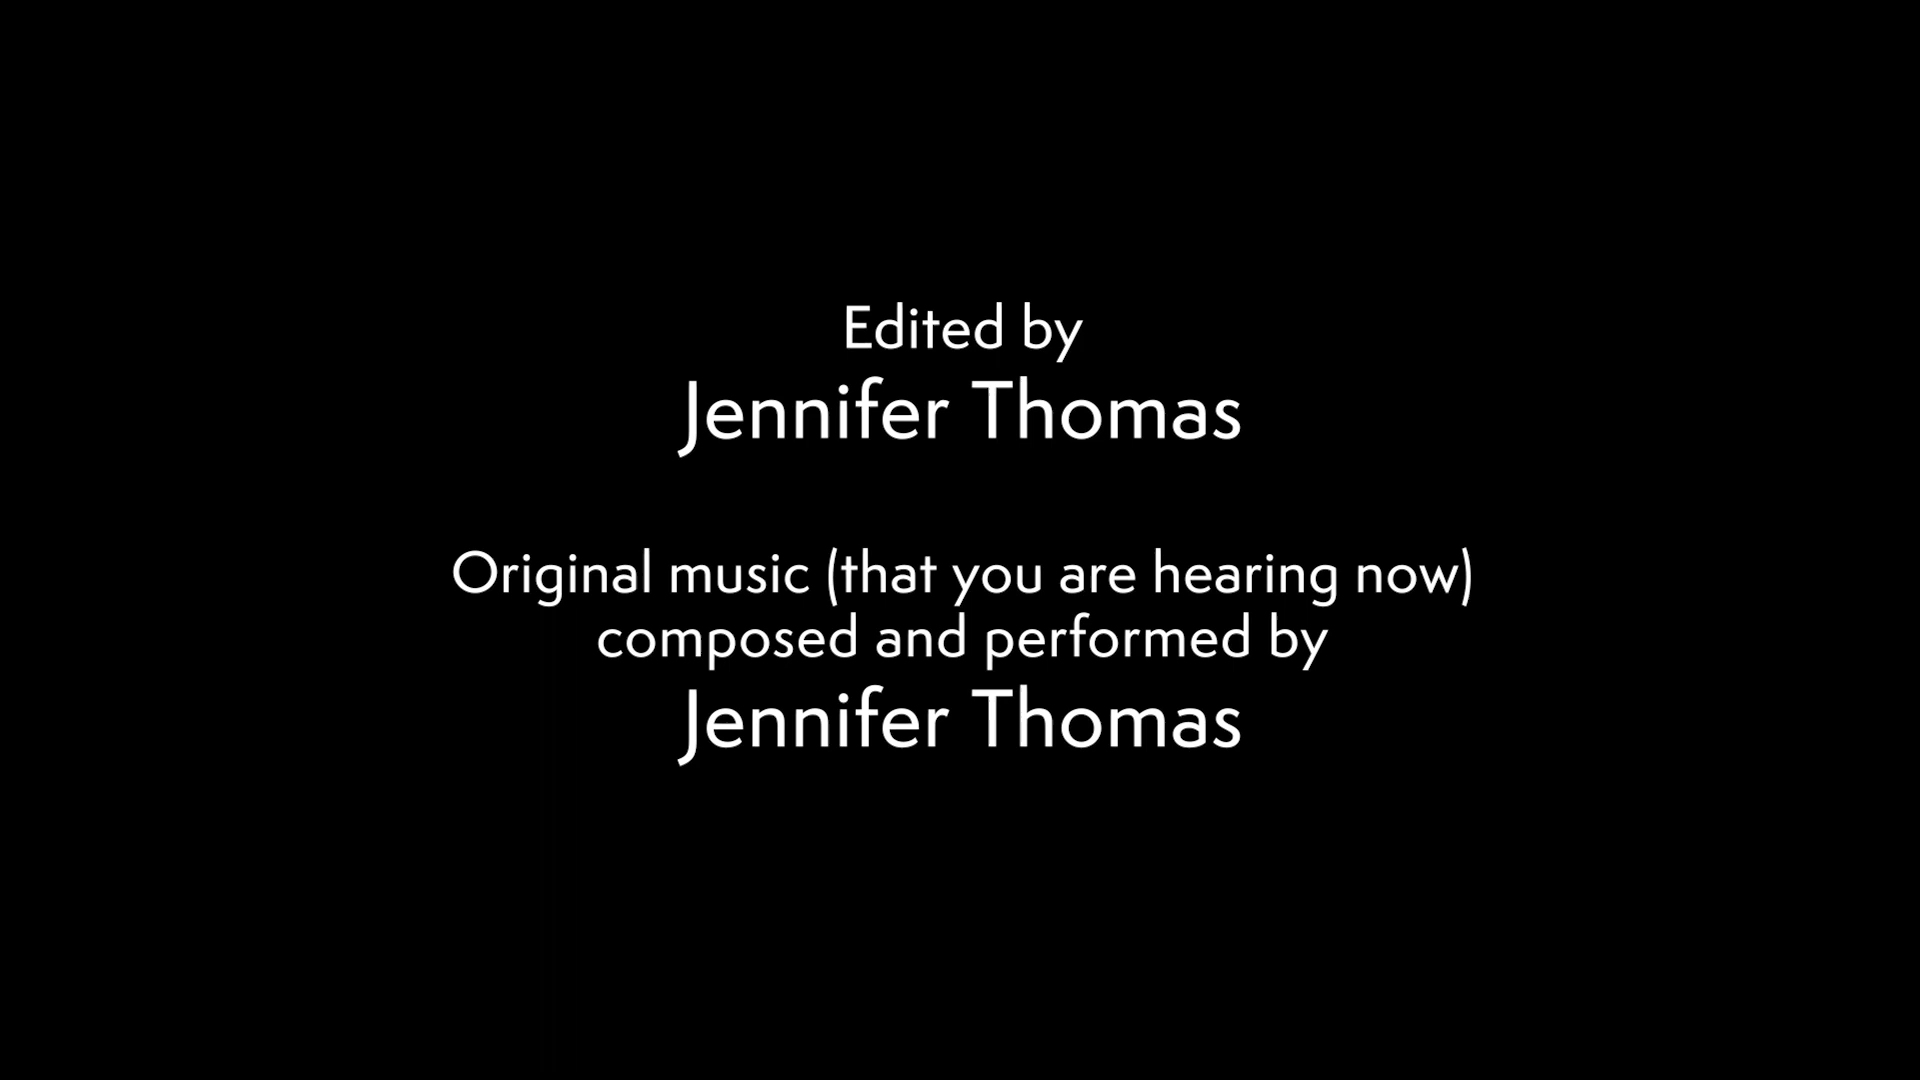 Edited by
Jennifer Thomas
Original music (that you are hearing now)
composed and performed by
Jennifer Thomas